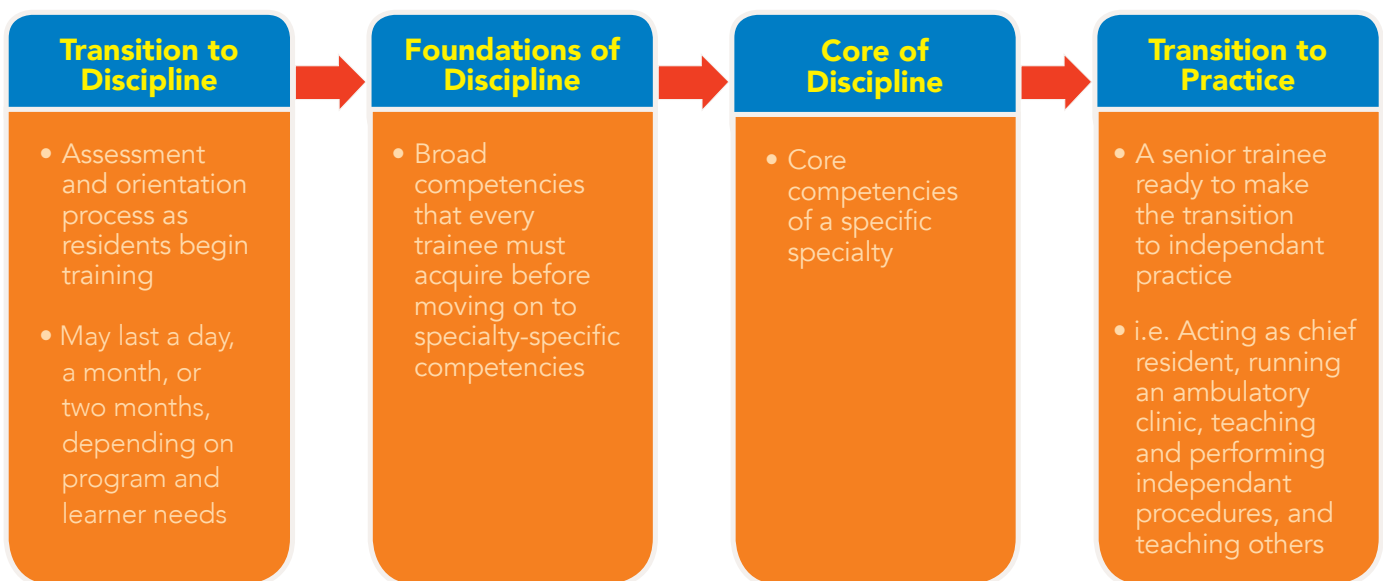 Transition to
Discipline
• Assessment
and orientation
process as
residents begin
training
• May last a day,
a month, or
two months,
depending on
program and
learner needs
Foundations of
Discipline
• Broad
competencies
that every
trainee must
acquire before
moving on to
specialty-specific
competencies
Core of
Discipline
• Core
competencies
of a specific
specialty
Transition to
Practice
• A senior trainee
ready to make
the transition
to independant
practice
• i.e. Acting as chief
resident, running
an ambulatory
clinic, teaching
and performing
independant
procedures, and
teaching others